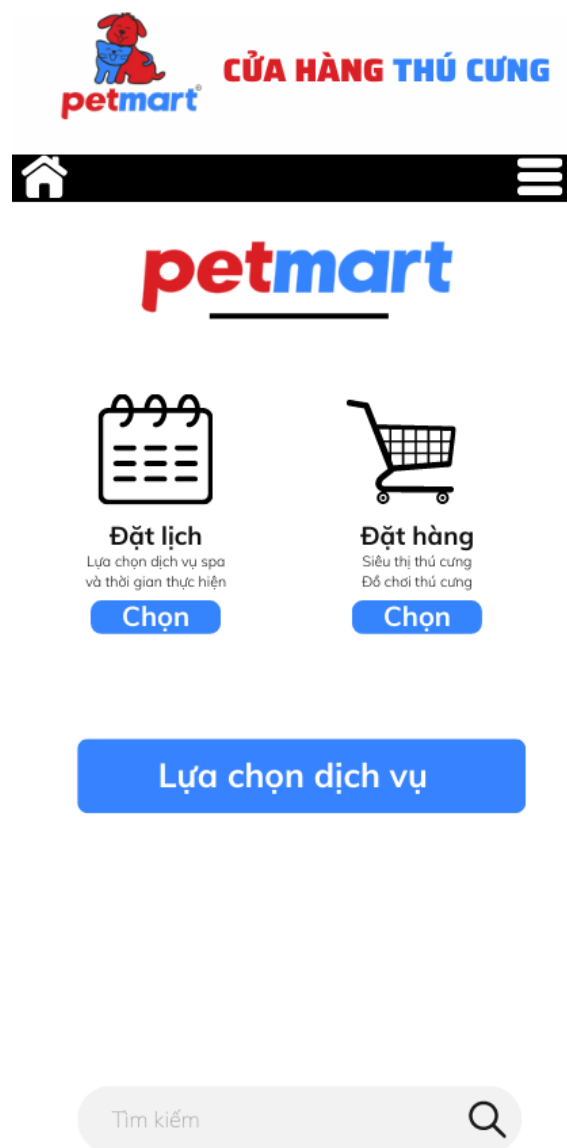 petmart
CỬA HÀNG THÚ CƯNG
petmart
Đặt lịch
Lựa chọn dịch vụ spa
và thời gian thực hiện
Chọn
Đặt hàng
Siêu thị thú cưng
Đồ chơi thú cưng
Chọn
Lựa chọn dịch vụ
Tìm kiếm